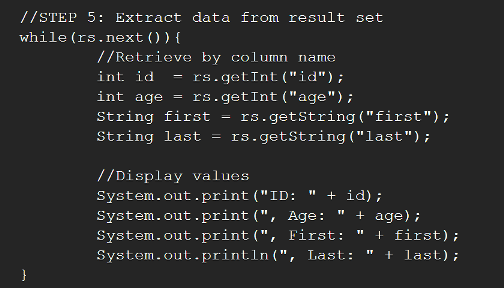 //STEP 5: Extract data from result set
while(rs.next()){
//Retrieve by column name
int id  = rs.getInt("id");
int age = rs.getInt("age");
String first = rs.getString("first");
String last = rs.getString("last");

//Display values
System.out.print("ID: " + id);
System.out.print(", Age: " + age);
System.out.print(", First: " + first);
System.out.println(", Last: " + last);
}